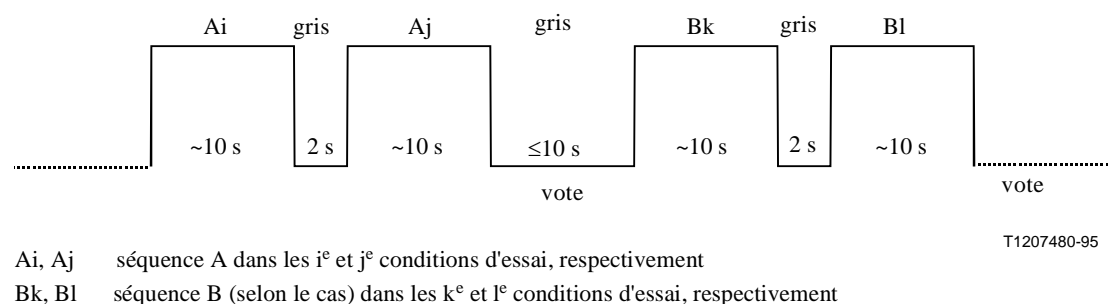 Ai gris Aj gris Bk gris Bl
~10 s 2 s ~10 s ≤10 s ~10 s 2 s ~10 s
vote vote
T1207480-95
Ai, Aj séquence A dans les iᵉ et jᵉ conditions d'essai, respectivement
Bk, Bl séquence B (selon le cas) dans les kᵉ et lᵉ conditions d'essai, respectivement